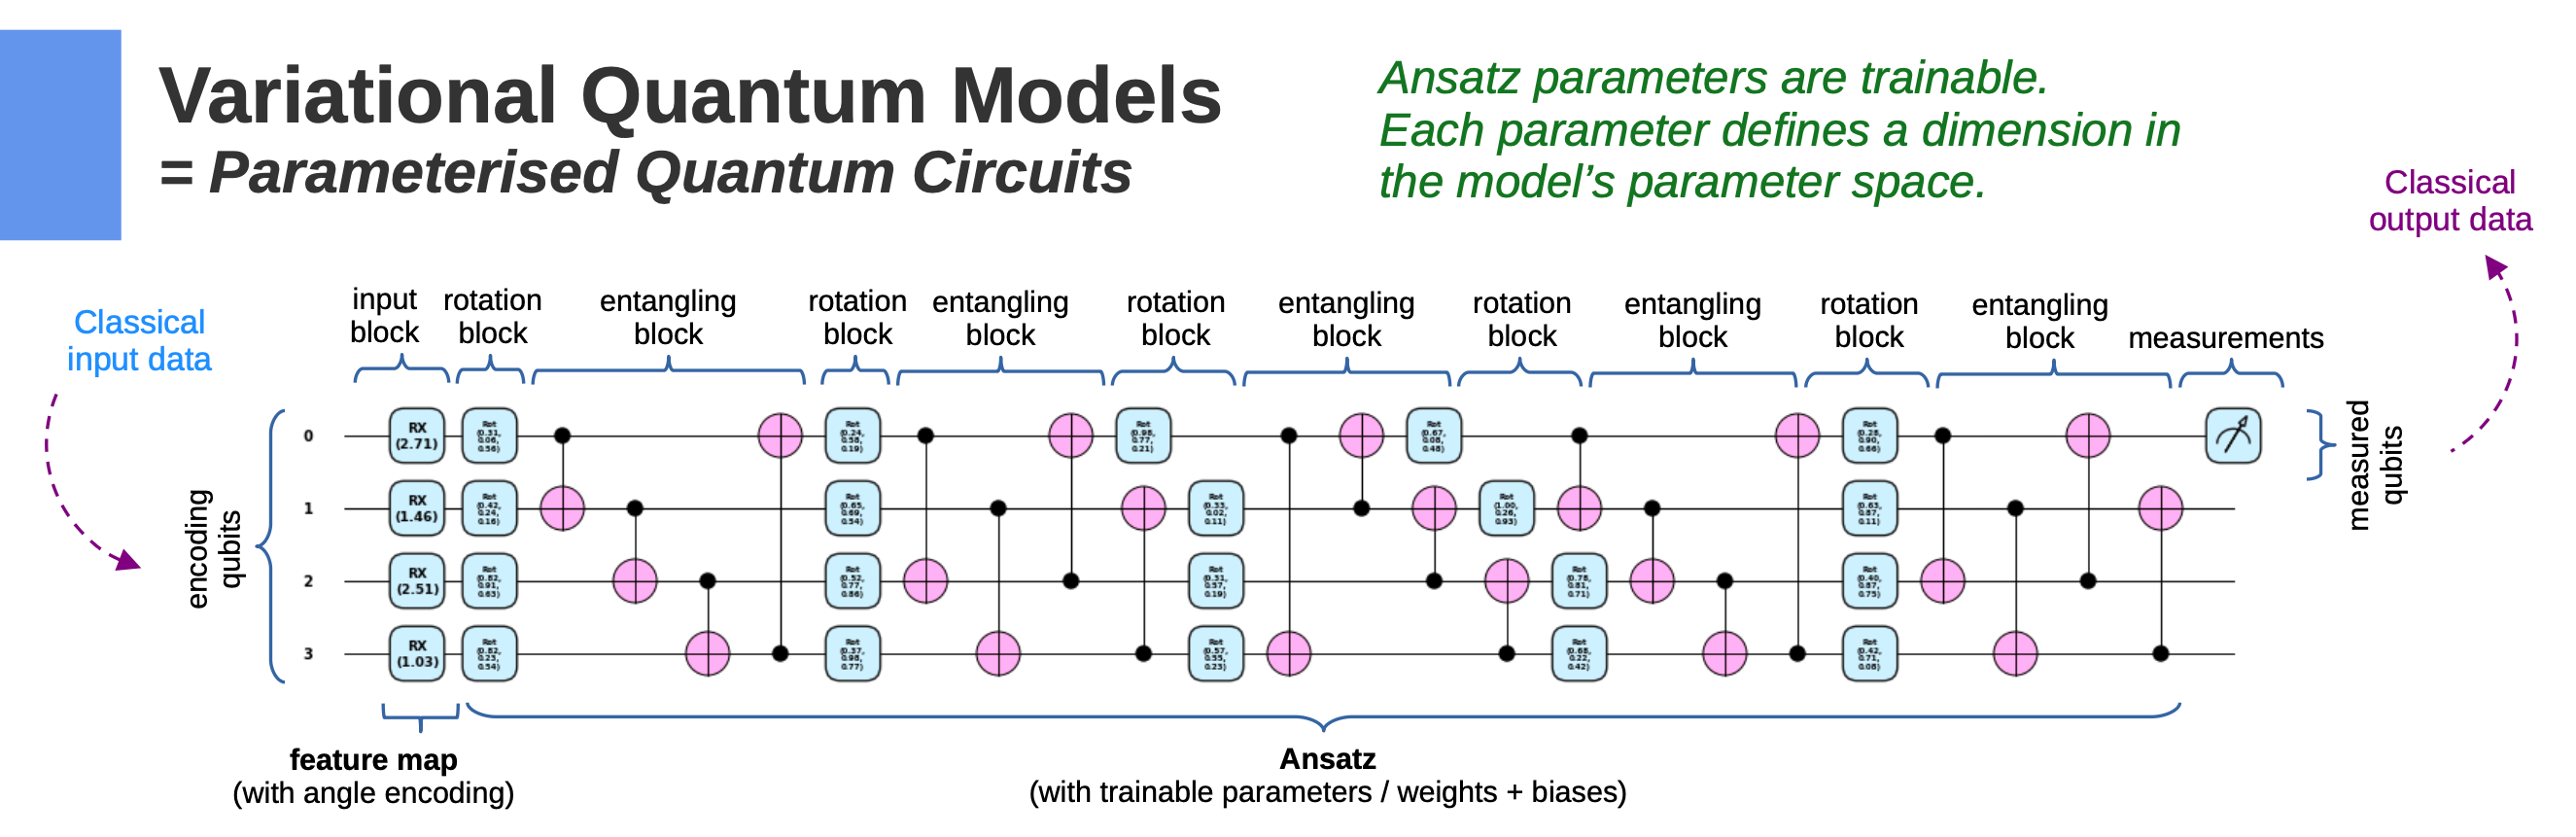 Variational Quantum Models
= Parameterised Quantum Circuits
Ansatz parameters are trainable.
Each parameter defines a dimension in
the model's parameter space.
Classical
output data
Classical
input data
input
block
rotation
block
entangling
block
rotation
block
entangling
block
rotation
block
entangling
block
rotation
block
entangling
block
rotation
block
entangling
block
measurements
encoding
qubits
measured
qubits
0
RX
(2.71)
Rot
(0.31,
0.06,
0.56)
Rot
(0.24,
0.58,
0.19)
Rot
(0.98,
0.77,
0.21)
Rot
(0.67,
0.08,
0.48)
Rot
(0.28,
0.90,
0.66)
1
RX
(1.46)
Rot
(0.42,
0.24,
0.16)
Rot
(0.65,
0.69,
0.54)
Rot
(0.33,
0.02,
0.11)
Rot
(1.00,
0.26,
0.93)
Rot
(0.63,
0.87,
0.11)
2
RX
(2.51)
Rot
(0.82,
0.91,
0.63)
Rot
(0.52,
0.77,
0.86)
Rot
(0.31,
0.57,
0.19)
Rot
(0.78,
0.81,
0.71)
Rot
(0.40,
0.87,
0.75)
3
RX
(1.03)
Rot
(0.82,
0.23,
0.54)
Rot
(0.37,
0.98,
0.77)
Rot
(0.57,
0.55,
0.23)
Rot
(0.68,
0.22,
0.42)
Rot
(0.42,
0.71,
0.08)
feature map
(with angle encoding)
Ansatz
(with trainable parameters / weights + biases)